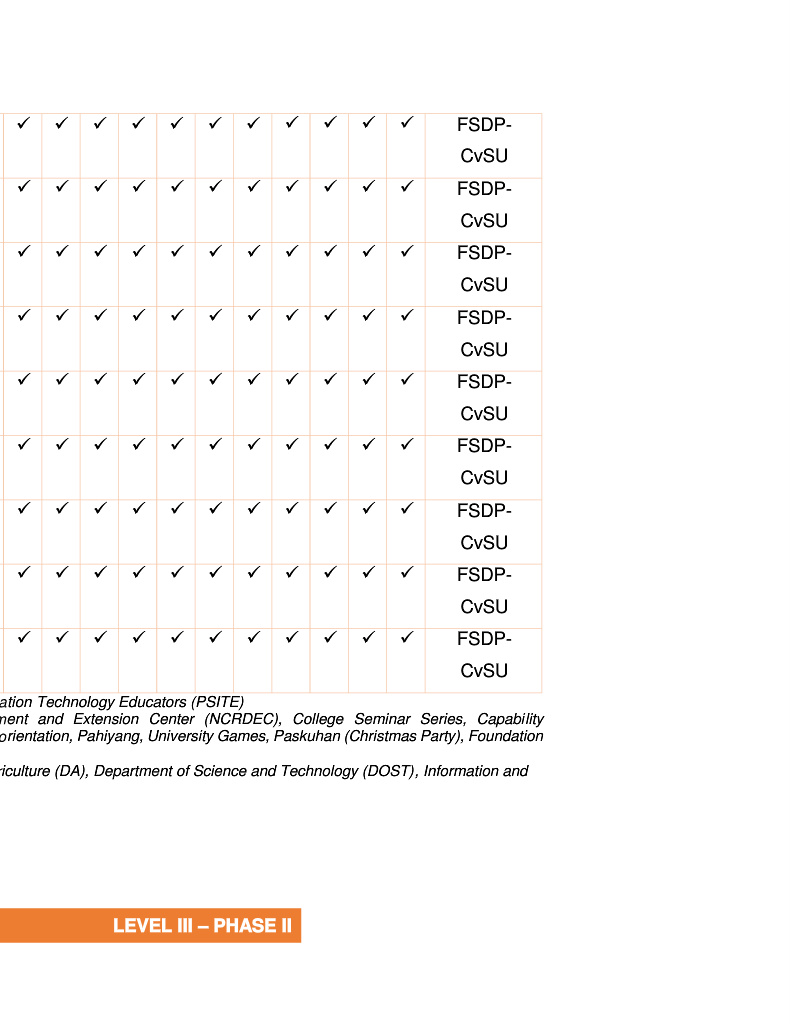 ✓ ✓ ✓ ✓ ✓ ✓ ✓ ✓ ✓ ✓ ✓ FSDP-
CvSU
✓ ✓ ✓ ✓ ✓ ✓ ✓ ✓ ✓ ✓ ✓ FSDP-
CvSU
✓ ✓ ✓ ✓ ✓ ✓ ✓ ✓ ✓ ✓ ✓ FSDP-
CvSU
✓ ✓ ✓ ✓ ✓ ✓ ✓ ✓ ✓ ✓ ✓ FSDP-
CvSU
✓ ✓ ✓ ✓ ✓ ✓ ✓ ✓ ✓ ✓ ✓ FSDP-
CvSU
✓ ✓ ✓ ✓ ✓ ✓ ✓ ✓ ✓ ✓ ✓ FSDP-
CvSU
✓ ✓ ✓ ✓ ✓ ✓ ✓ ✓ ✓ ✓ ✓ FSDP-
CvSU
✓ ✓ ✓ ✓ ✓ ✓ ✓ ✓ ✓ ✓ ✓ FSDP-
CvSU
✓ ✓ ✓ ✓ ✓ ✓ ✓ ✓ ✓ ✓ ✓ FSDP-
CvSU
ation Technology Educators (PSITE)
ment and Extension Center (NCRDEC), College Seminar Series, Capability
orientation, Pahiyang, University Games, Paskuhan (Christmas Party), Foundation
riculture (DA), Department of Science and Technology (DOST), Information and
LEVEL III – PHASE II